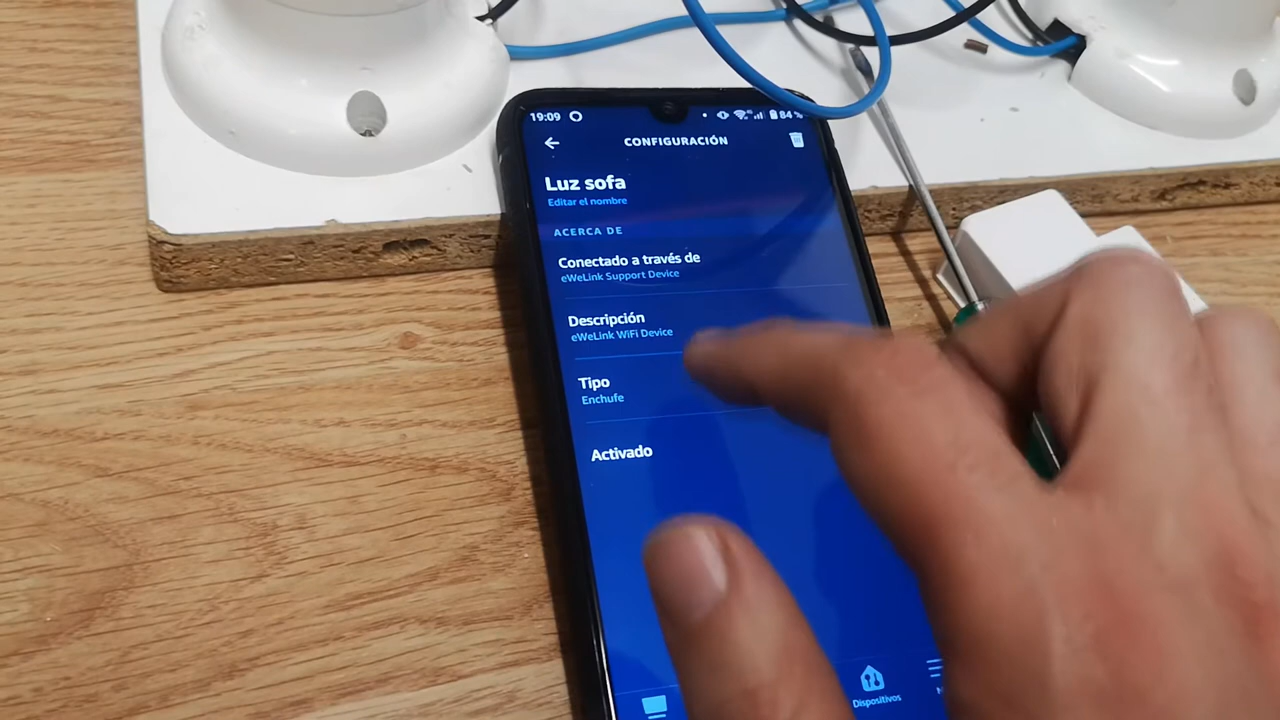 19:09 84 %
CONFIGURACIÓN
Luz sofa
Editar el nombre
ACERCA DE
Conectado a través de
eWeLink Support Device
Descripción
eWeLink WiFi Device
Tipo
Enchufe
Activado
Dispositivos